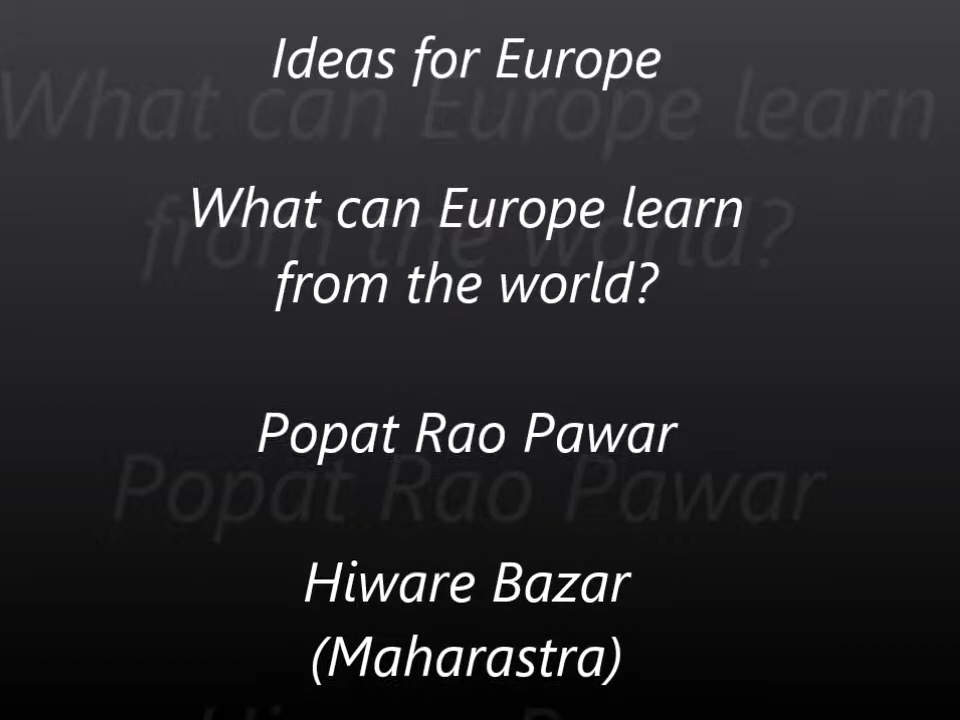 Ideas for Europe
What can Europe learn
from the world?
Popat Rao Pawar
Hiware Bazar
(Maharastra)